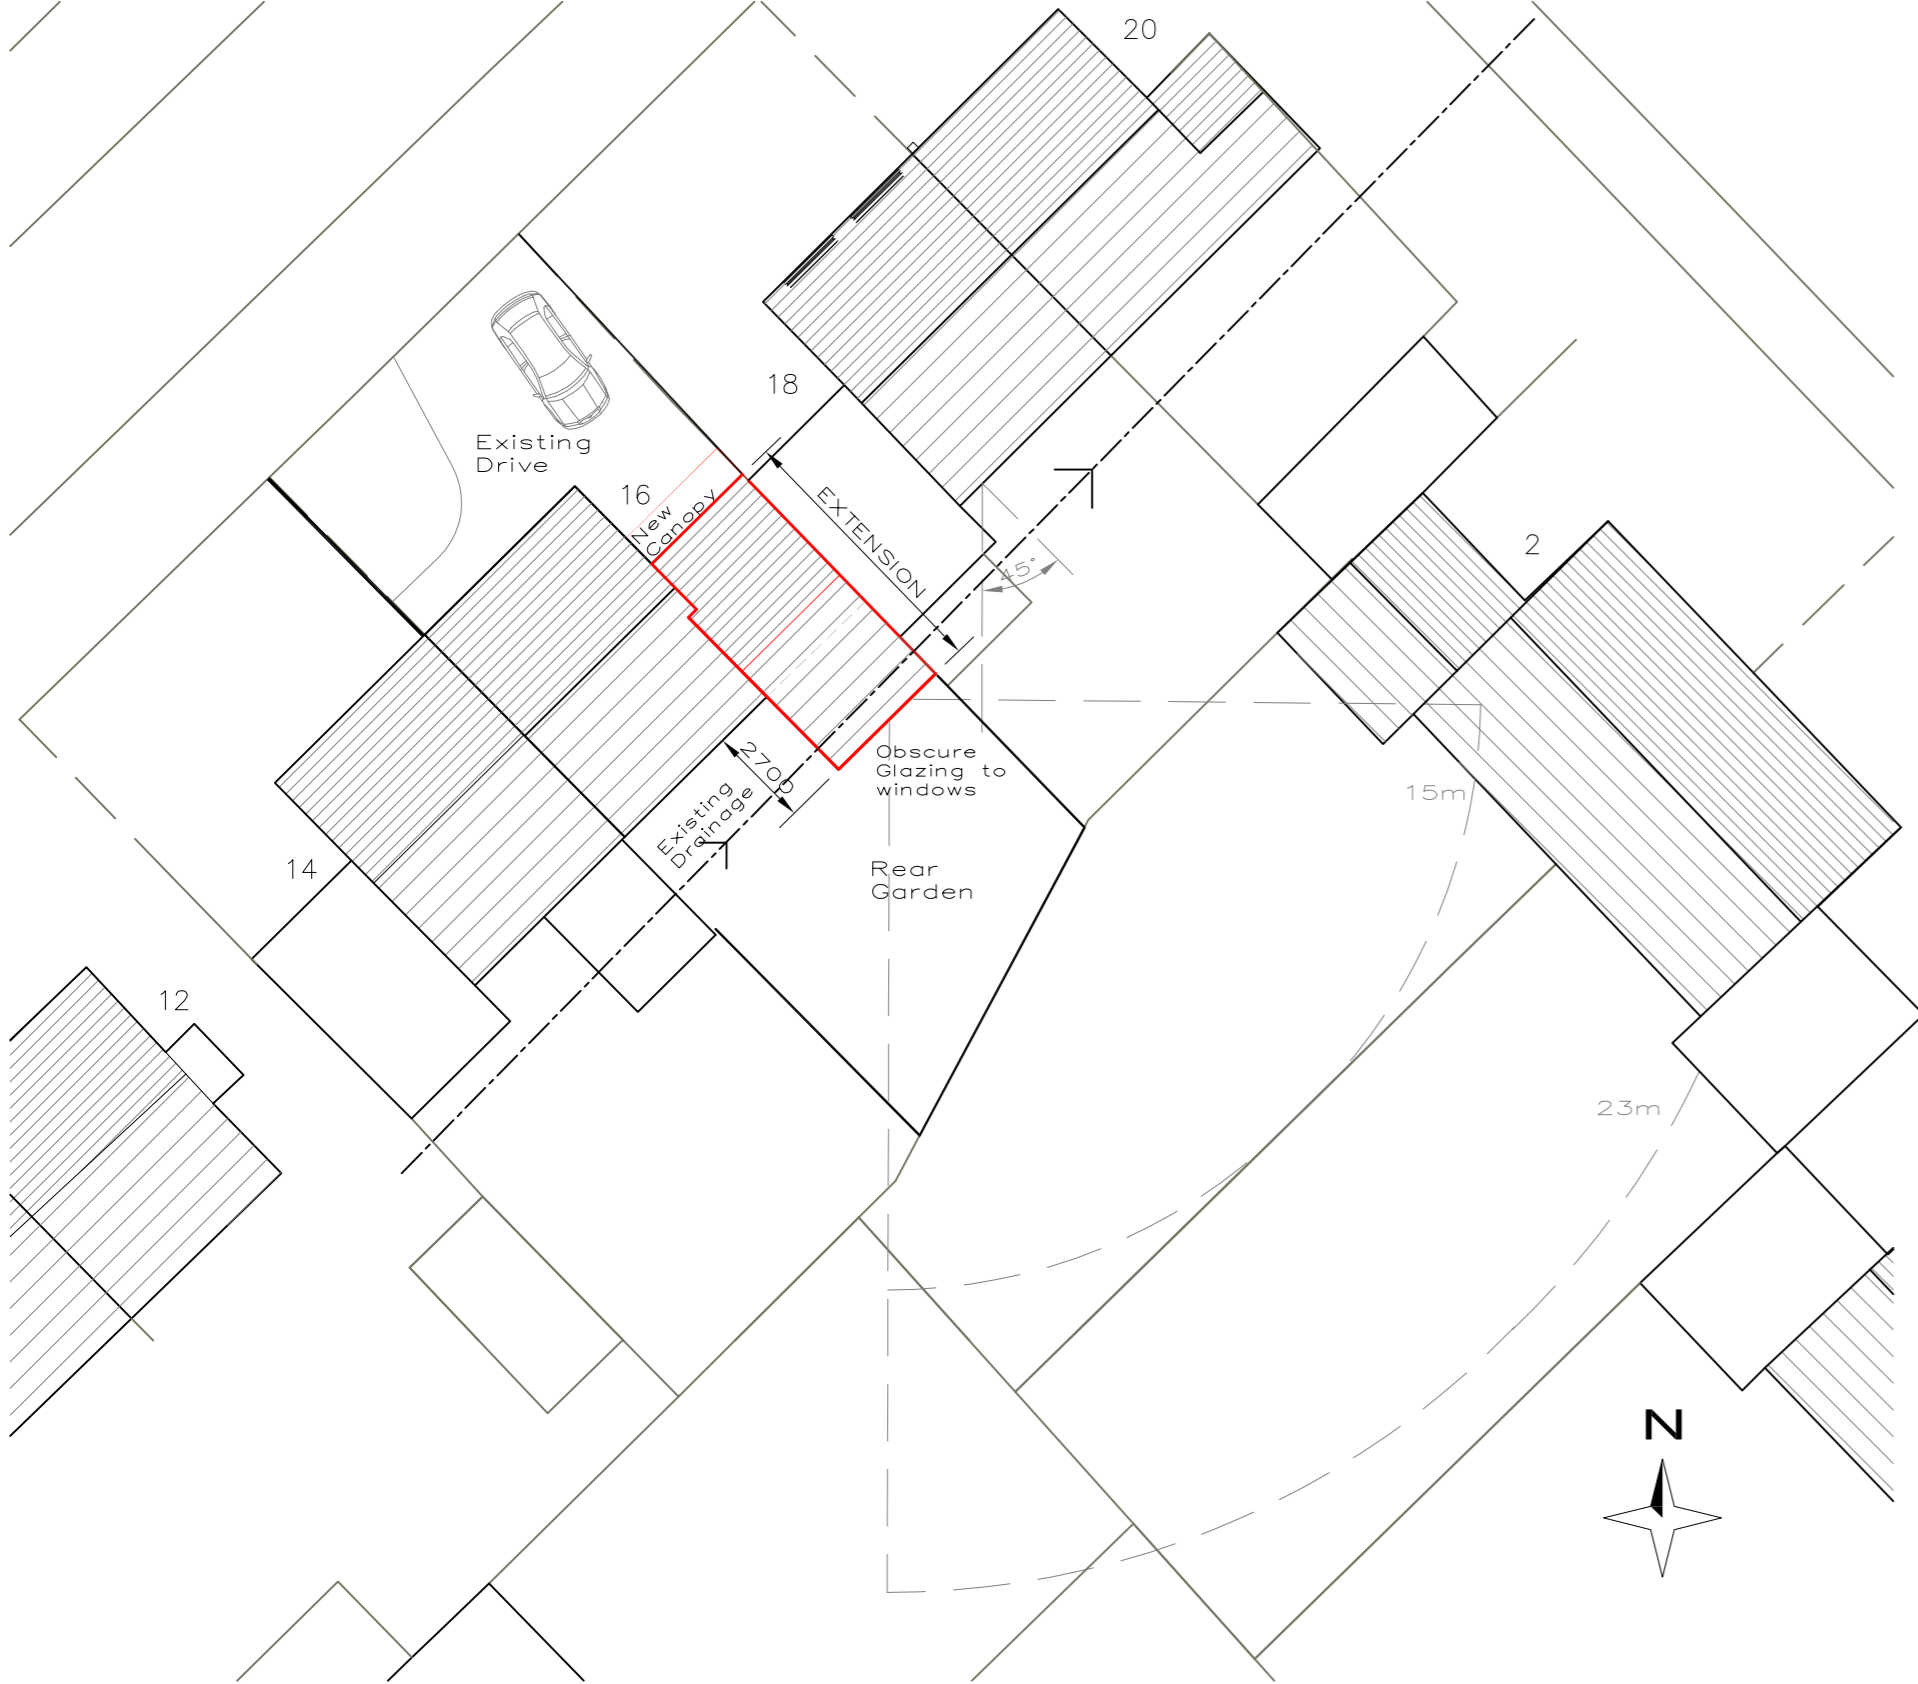 20
18
Existing
Drive
16
New
Canopy
EXTENSION
45°
2
2700
Obscure
Glazing to
windows
15m
Existing
Drainage
Rear
Garden
14
12
23m
N